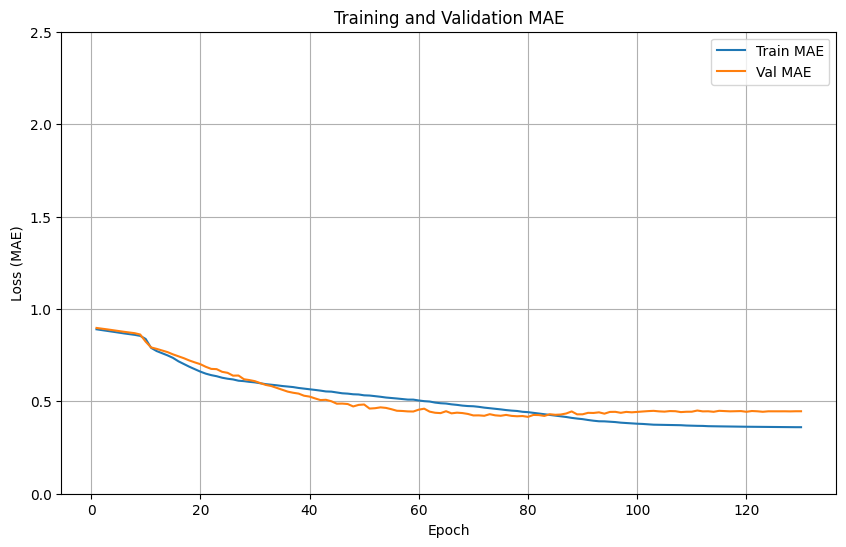 Training and Validation MAE
Train MAE
Val MAE
2.5
2.0
1.5
1.0
0.5
0.0
Loss (MAE)
0 20 40 60 80 100 120
Epoch